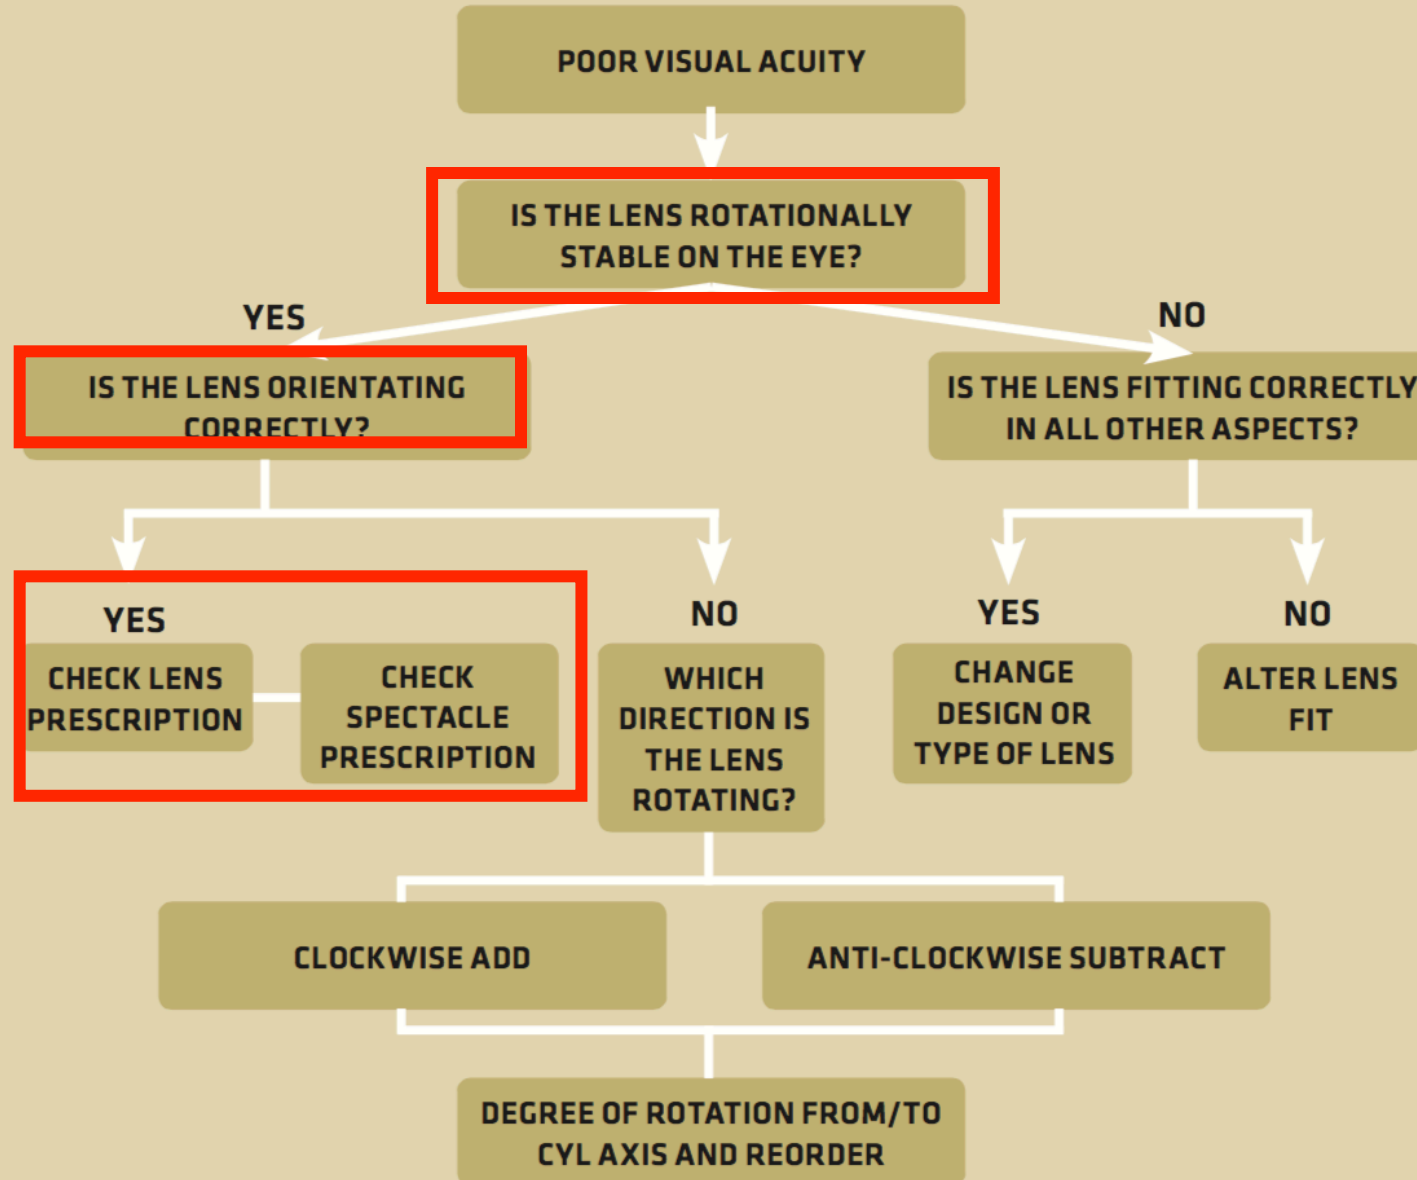 POOR VISUAL ACUITY
IS THE LENS ROTATIONALLY
STABLE ON THE EYE?
YES
NO
IS THE LENS ORIENTATING
CORRECTLY?
IS THE LENS FITTING CORRECTLY
IN ALL OTHER ASPECTS?
YES
CHECK LENS
PRESCRIPTION
CHECK
SPECTACLE
PRESCRIPTION
NO
WHICH
DIRECTION IS
THE LENS
ROTATING?
YES
CHANGE
DESIGN OR
TYPE OF LENS
NO
ALTER LENS
FIT
CLOCKWISE ADD
ANTI-CLOCKWISE SUBTRACT
DEGREE OF ROTATION FROM/TO
CYL AXIS AND REORDER